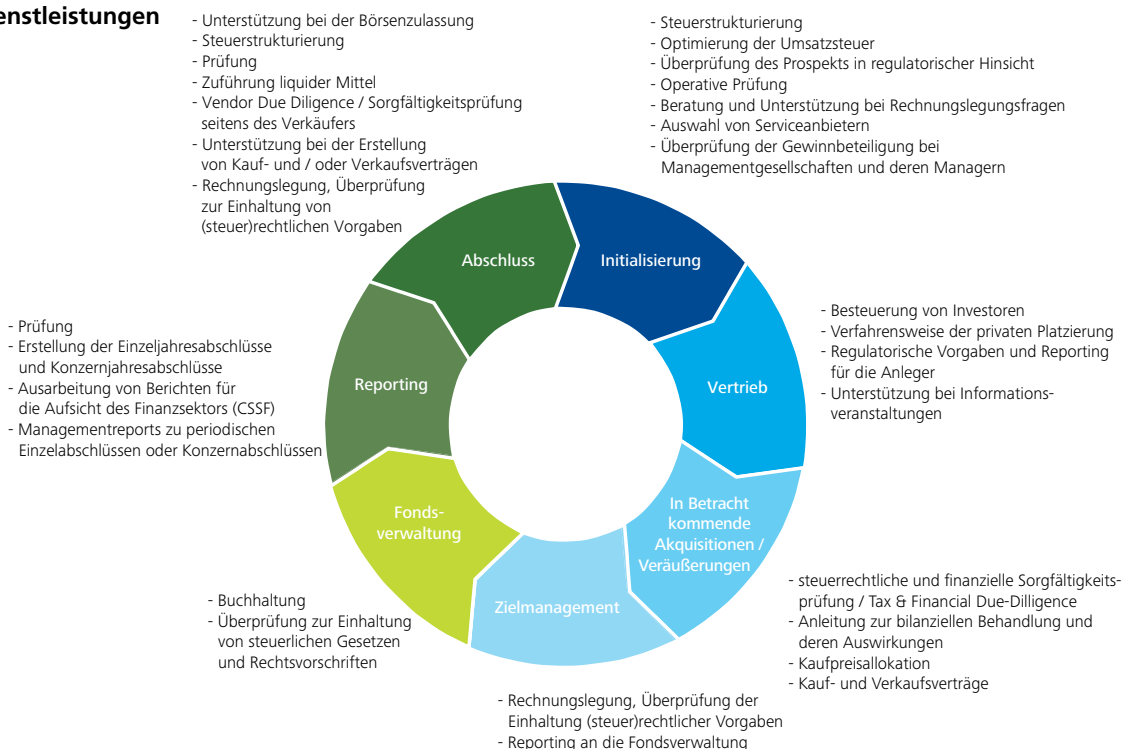 enstleistungen
- Unterstützung bei der Börsenzulassung
- Steuerstrukturierung
- Prüfung
- Zuführung liquider Mittel
- Vendor Due Diligence / Sorgfältigkeitsprüfung
seitens des Verkäufers
- Unterstützung bei der Erstellung
von Kauf- und / oder Verkaufsverträgen
- Rechnungslegung, Überprüfung
zur Einhaltung von
(steuer)rechtlichen Vorgaben
- Steuerstrukturierung
- Optimierung der Umsatzsteuer
- Überprüfung des Prospekts in regulatorischer Hinsicht
- Operative Prüfung
- Beratung und Unterstützung bei Rechnungslegungsfragen
- Auswahl von Serviceanbietern
- Überprüfung der Gewinnbeteiligung bei
Managementgesellschaften und deren Managern
Abschluss
Initialisierung
- Prüfung
- Erstellung der Einzeljahresabschlüsse
und Konzernjahresabschlüsse
- Ausarbeitung von Berichten für
die Aufsicht des Finanzsektors (CSSF)
- Managementreports zu periodischen
Einzelabschlüssen oder Konzernabschlüssen
Reporting
Vertrieb
- Besteuerung von Investoren
- Verfahrensweise der privaten Platzierung
- Regulatorische Vorgaben und Reporting
für die Anleger
- Unterstützung bei Informations-
veranstaltungen
Fonds-
verwaltung
In Betracht
kommende
Akquisitionen /
Veräußerungen
Zielmanagement
- Buchhaltung
- Überprüfung zur Einhaltung
von steuerlichen Gesetzen
und Rechtsvorschriften
- steuerrechtliche und finanzielle Sorgfältigkeits-
prüfung / Tax & Financial Due-Dilligence
- Anleitung zur bilanziellen Behandlung und
deren Auswirkungen
- Kaufpreisallokation
- Kauf- und Verkaufsverträge
- Rechnungslegung, Überprüfung der
Einhaltung (steuer)rechtlicher Vorgaben
- Reporting an die Fondsverwaltung